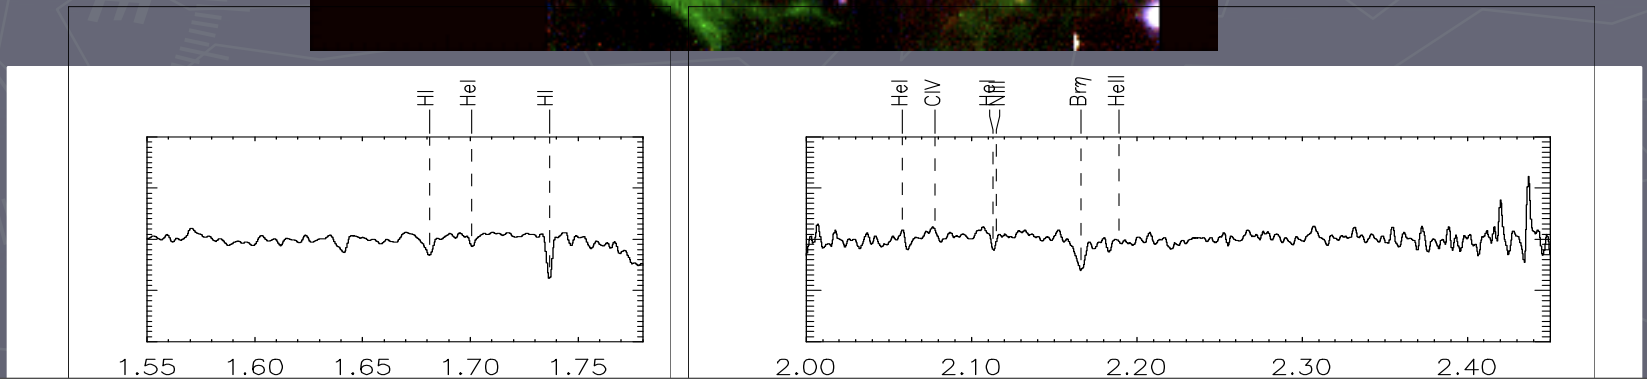 HI HeI HI
HeI CIV HeI NIII Brη HeII
1.55 1.60 1.65 1.70 1.75
2.00 2.10 2.20 2.30 2.40